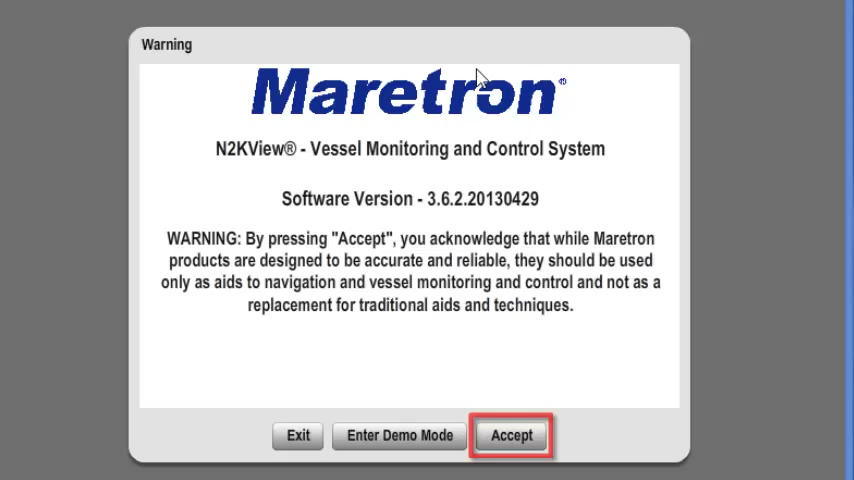 Warning
Maretron®
N2KView® - Vessel Monitoring and Control System
Software Version - 3.6.2.20130429
WARNING: By pressing "Accept", you acknowledge that while Maretron
products are designed to be accurate and reliable, they should be used
only as aids to navigation and vessel monitoring and control and not as a
replacement for traditional aids and techniques.
Exit Enter Demo Mode Accept